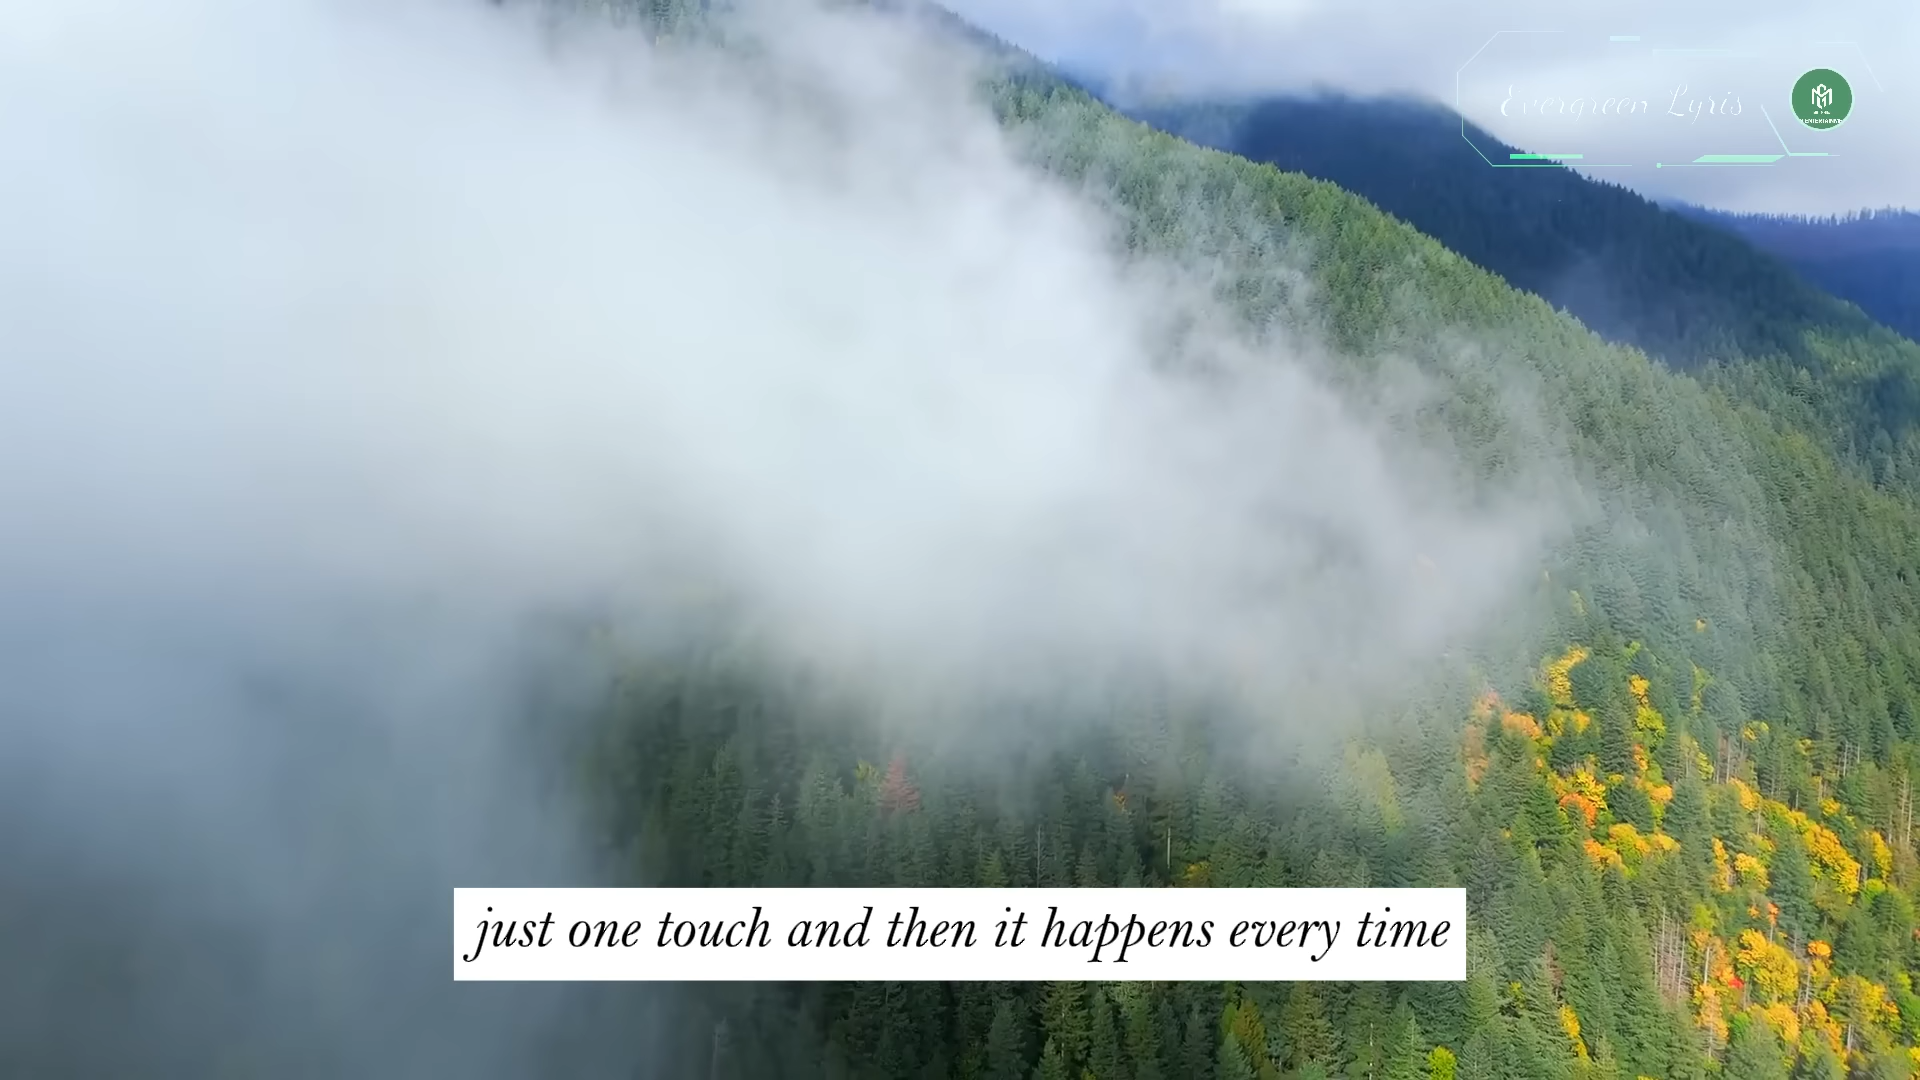 Evergreen Lyris
just one touch and then it happens every time